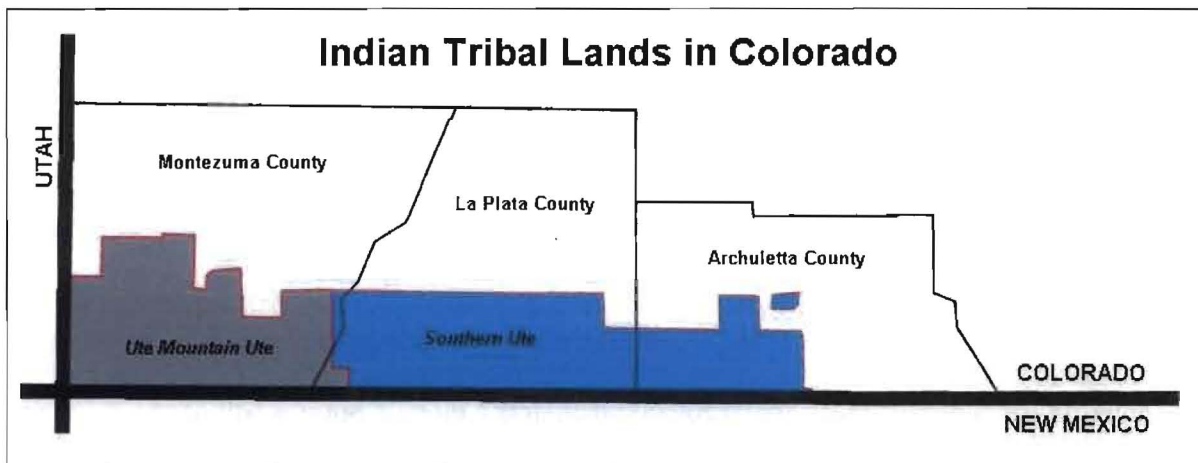 Indian Tribal Lands in Colorado
UTAH
Montezuma County
La Plata County
Archuletta County
Ute Mountain Ute
Southern Ute
COLORADO
NEW MEXICO